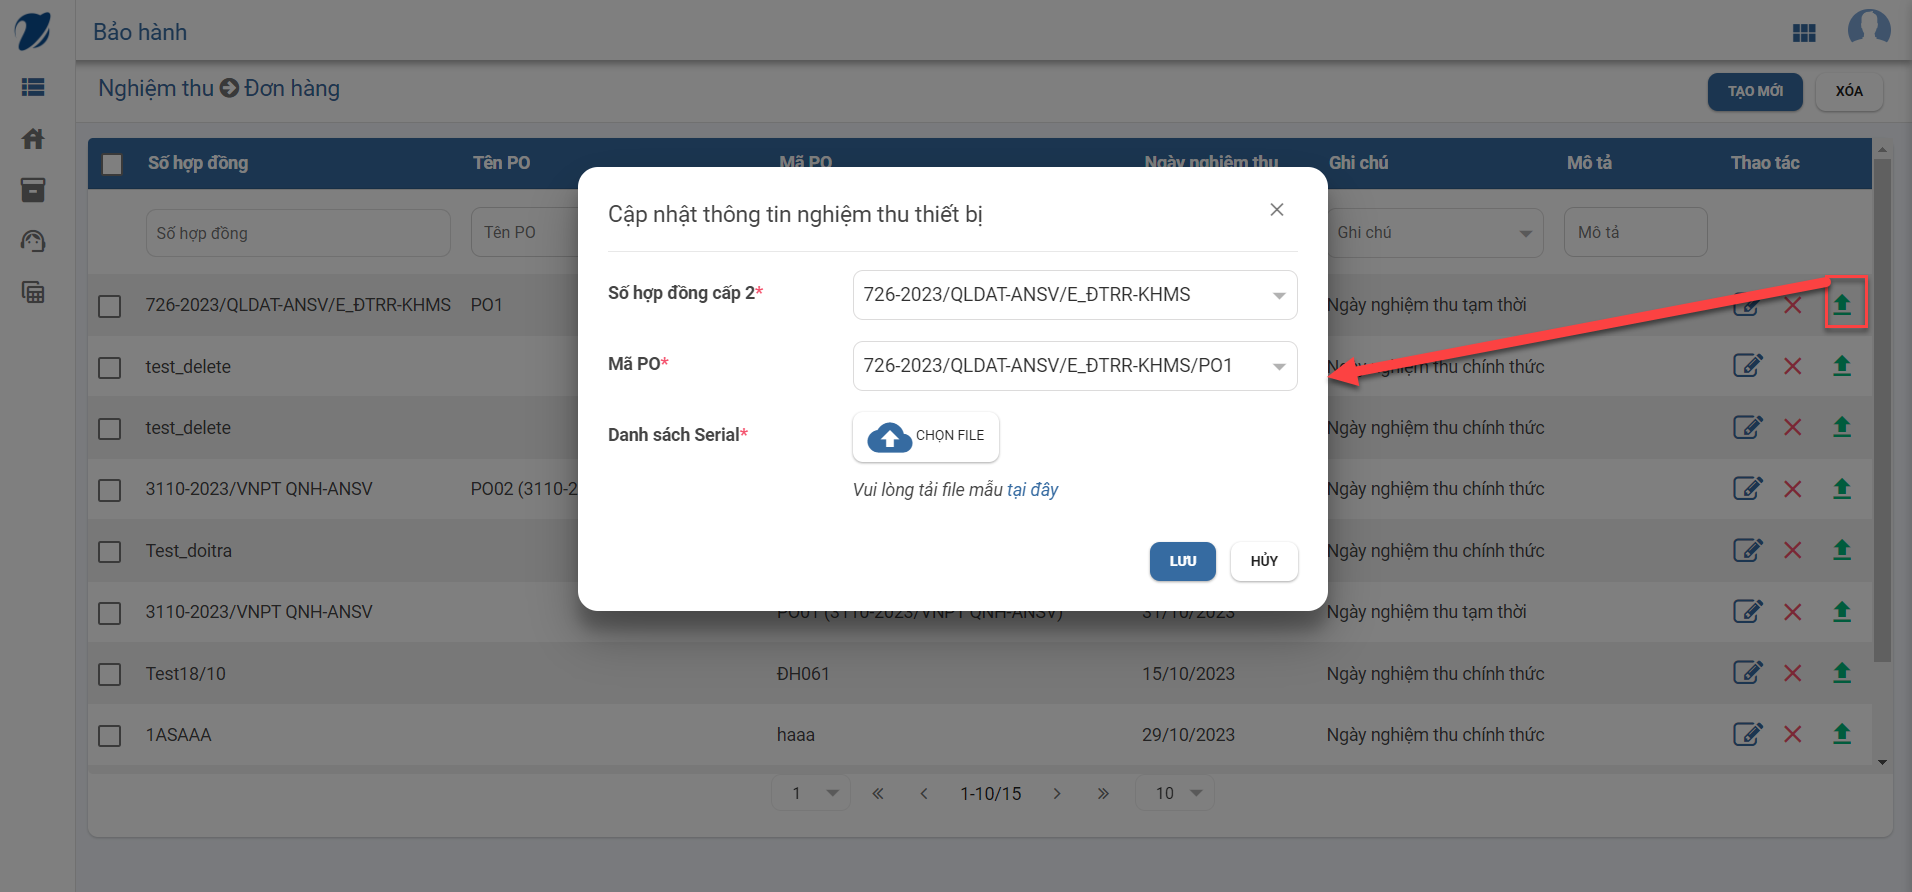 Bảo hành
Nghiệm thu Đơn hàng
TẠO MỚI XÓA
Số hợp đồng Tên PO Mã PO Ngày nghiệm thu Ghi chú Mô tả Thao tác
Số hợp đồng Tên PO Ghi chú Mô tả
726-2023/QLDAT-ANSV/E_ĐTRR-KHMS PO1 Ngày nghiệm thu tạm thời
test_delete Ngày nghiệm thu chính thức
test_delete Ngày nghiệm thu chính thức
3110-2023/VNPT QNH-ANSV PO02 (3110-2 Ngày nghiệm thu chính thức
Test_doitra Ngày nghiệm thu chính thức
3110-2023/VNPT QNH-ANSV PO01 (3110-2023/VNPT QNH-ANSV) 31/10/2023 Ngày nghiệm thu tạm thời
Test18/10 ĐH061 15/10/2023 Ngày nghiệm thu chính thức
1ASAAA haaa 29/10/2023 Ngày nghiệm thu chính thức
1 1-10/15 10
Cập nhật thông tin nghiệm thu thiết bị
Số hợp đồng cấp 2* 726-2023/QLDAT-ANSV/E_ĐTRR-KHMS
Mã PO* 726-2023/QLDAT-ANSV/E_ĐTRR-KHMS/PO1
Danh sách Serial* CHỌN FILE
Vui lòng tải file mẫu tại đây
LƯU HỦY